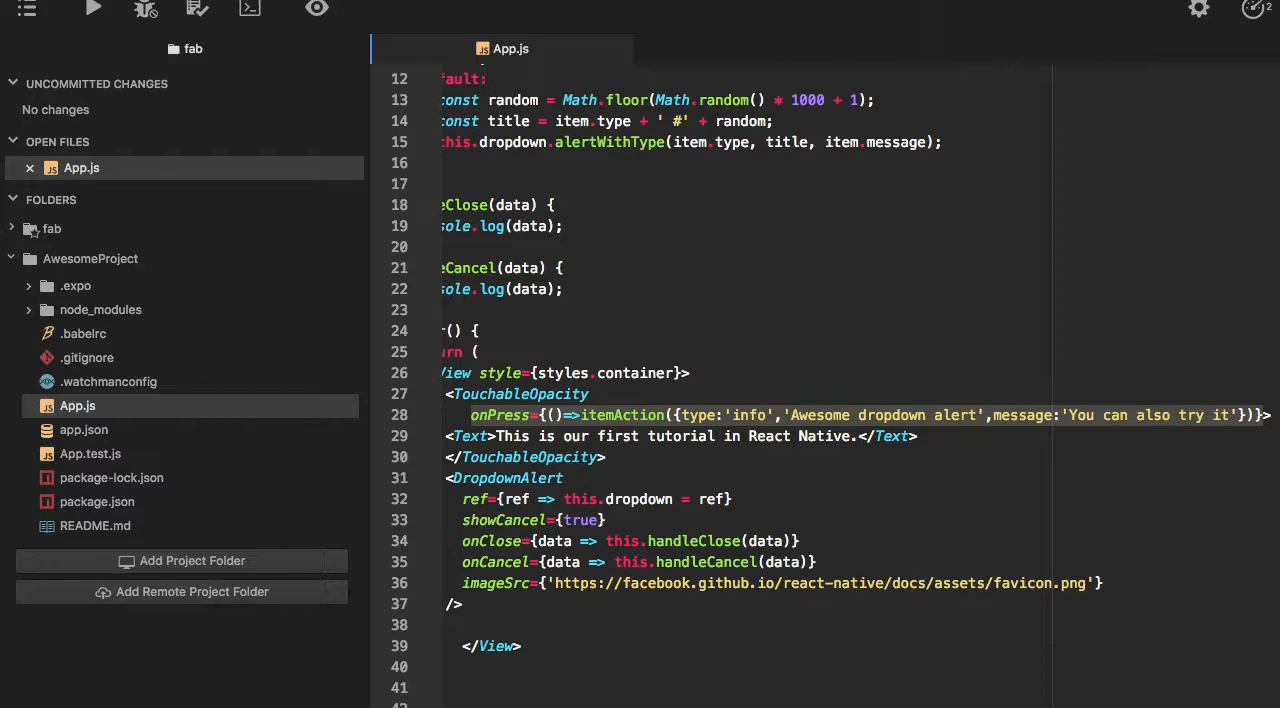 2
fab
App.js
UNCOMMITTED CHANGES
No changes
OPEN FILES
App.js
FOLDERS
fab
AwesomeProject
.expo
node_modules
.babelrc
.gitignore
.watchmanconfig
App.js
app.json
App.test.js
package-lock.json
package.json
README.md
Add Project Folder
Add Remote Project Folder
12 fault:
13 const random = Math.floor(Math.random() * 1000 + 1);
14 const title = item.type + ' #' + random;
15 this.dropdown.alertWithType(item.type, title, item.message);
16
17
18 eClose(data) {
19 sole.log(data);
20
21 eCancel(data) {
22 sole.log(data);
23
24 r() {
25 urn (
26 View style={styles.container}>
27 <TouchableOpacity
28 onPress={()=>itemAction({type:'info','Awesome dropdown alert',message:'You can also try it'})}>
29 <Text>This is our first tutorial in React Native.</Text>
30 </TouchableOpacity>
31 <DropdownAlert
32 ref={ref => this.dropdown = ref}
33 showCancel={true}
34 onClose={data => this.handleClose(data)}
35 onCancel={data => this.handleCancel(data)}
36 imageSrc={'https://facebook.github.io/react-native/docs/assets/favicon.png'}
37 />
38
39 </View>
40
41